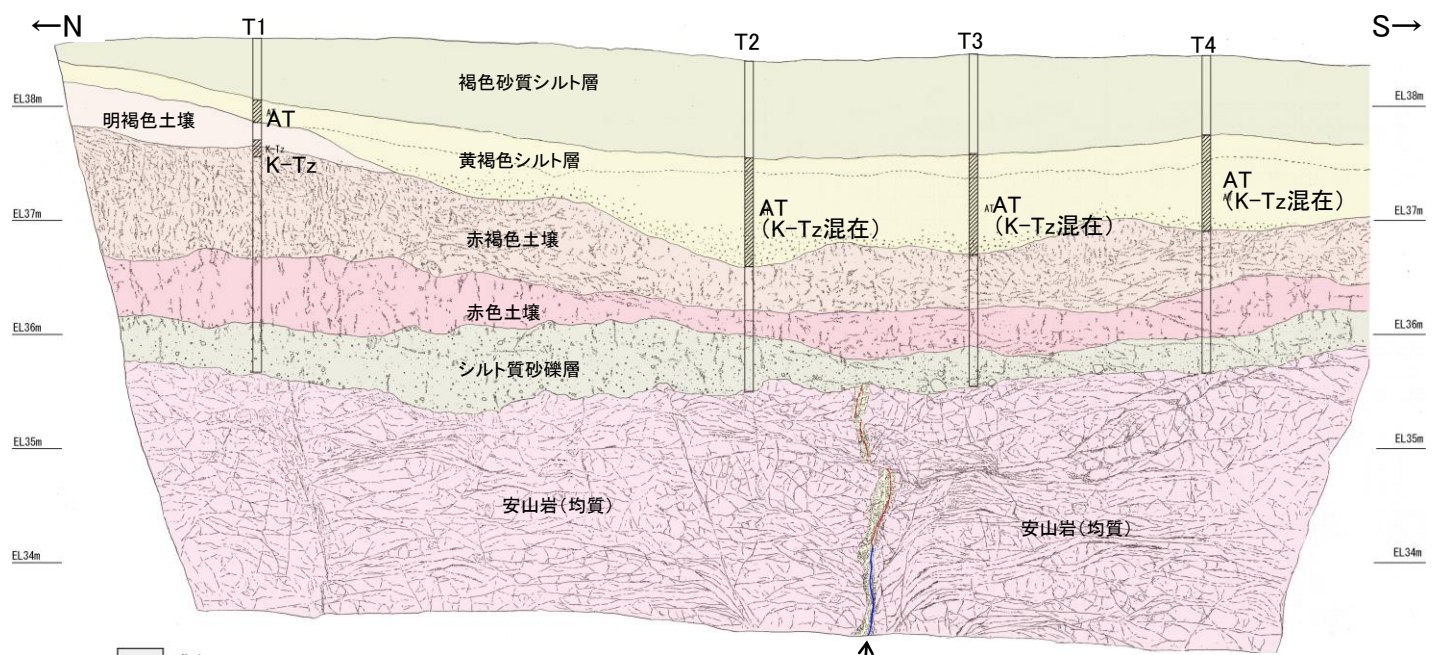 ←N
S→
T1
T2
T3
T4
褐色砂質シルト層
EL38m
EL38m
明褐色土壌
AT
AT
黄褐色シルト層
K-Tz
K-Tz
AT
(K-Tz混在)
AT
AT
(K-Tz混在)
AT
(K-Tz混在)
EL37m
EL37m
赤褐色土壌
赤色土壌
EL36m
EL36m
シルト質砂礫層
EL35m
EL35m
安山岩(均質)
安山岩(均質)
EL34m
EL34m